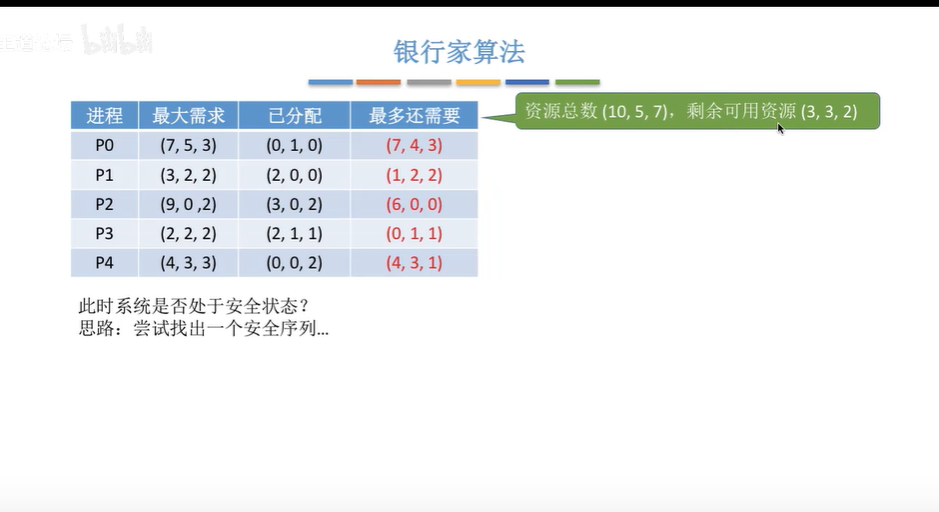 银行家算法
资源总数 (10, 5, 7)，剩余可用资源 (3, 3, 2)
进程 最大需求 已分配 最多还需要
P0 (7, 5, 3) (0, 1, 0) (7, 4, 3)
P1 (3, 2, 2) (2, 0, 0) (1, 2, 2)
P2 (9, 0 ,2) (3, 0, 2) (6, 0, 0)
P3 (2, 2, 2) (2, 1, 1) (0, 1, 1)
P4 (4, 3, 3) (0, 0, 2) (4, 3, 1)
此时系统是否处于安全状态？
思路：尝试找出一个安全序列...